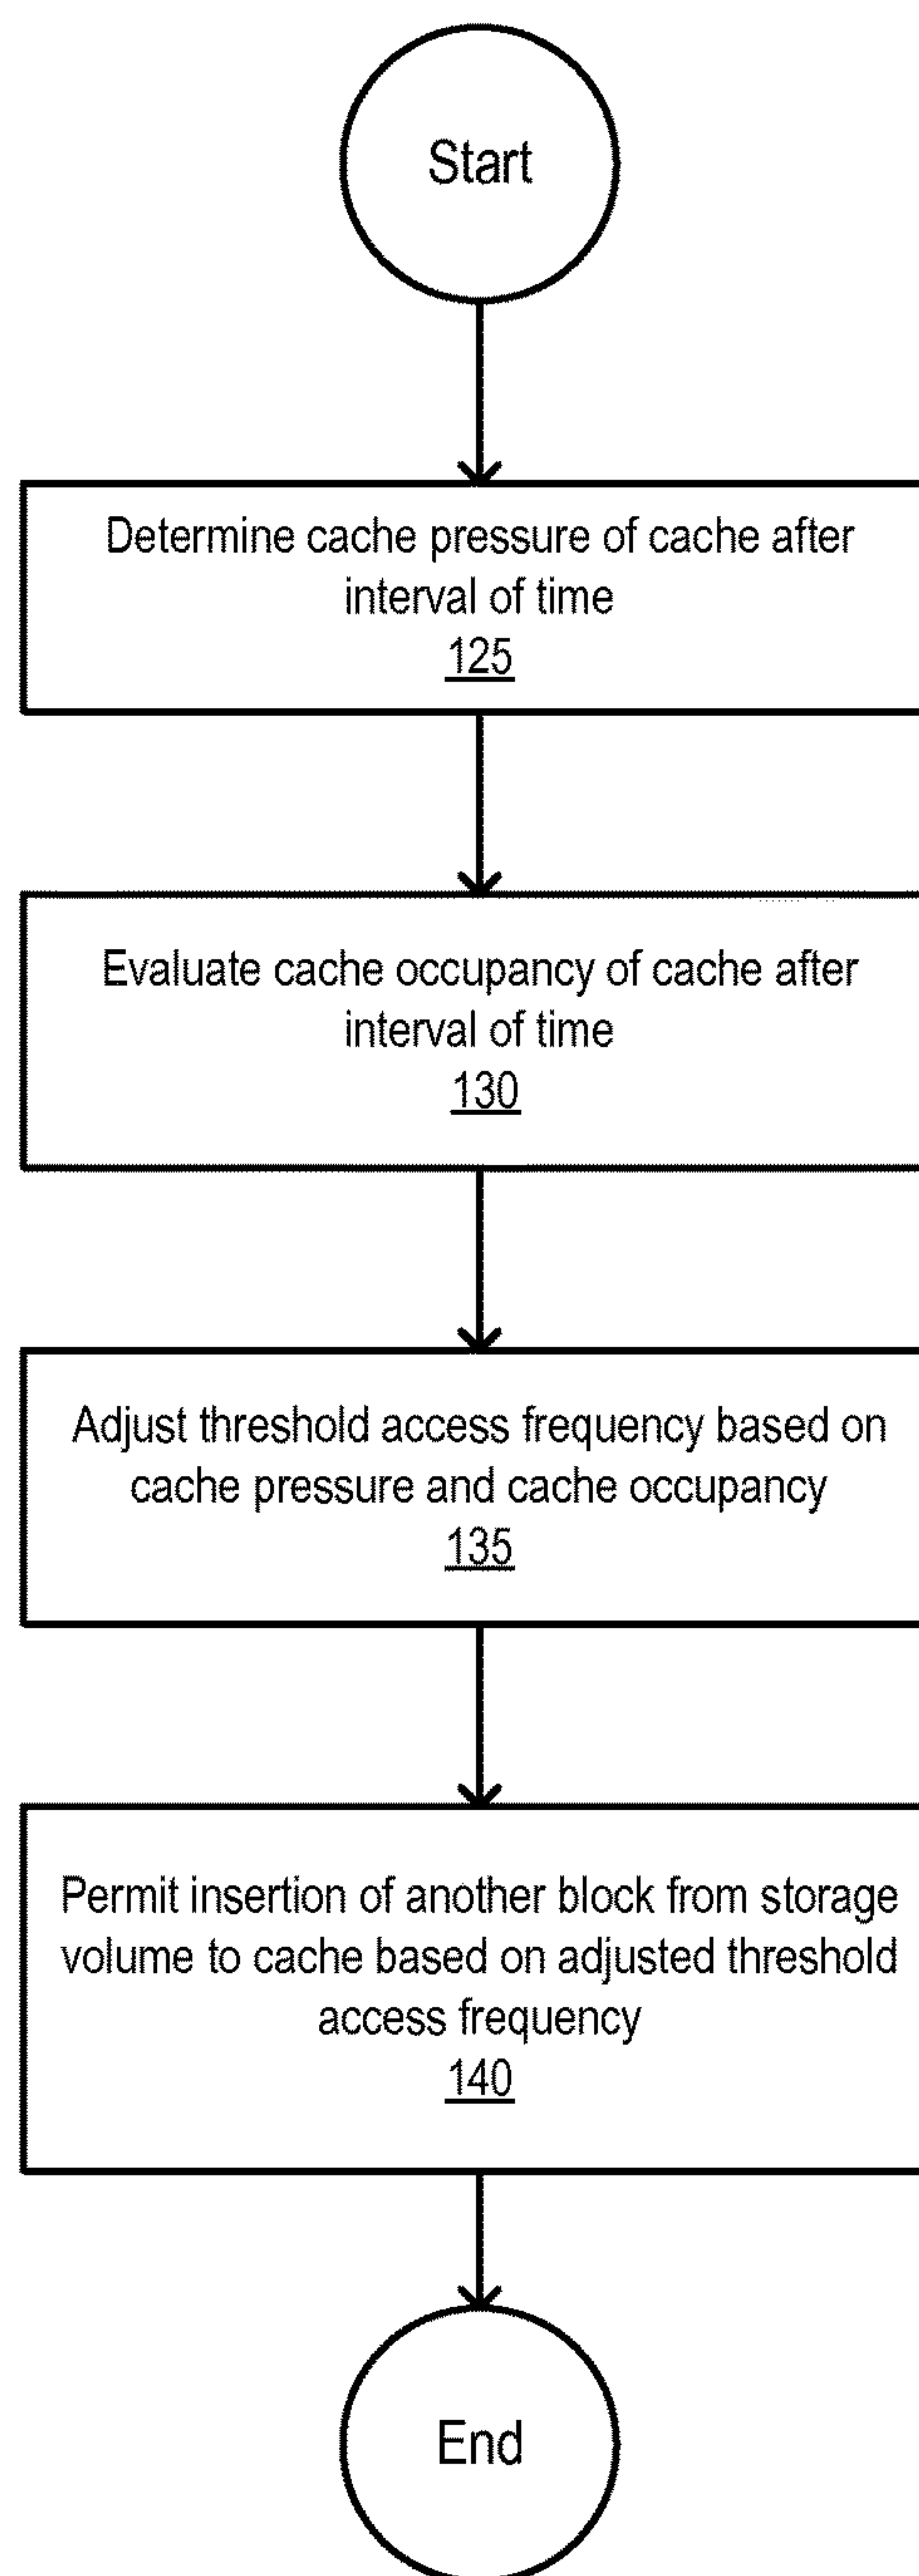 Start
Determine cache pressure of cache after
interval of time
125
Evaluate cache occupancy of cache after
interval of time
130
Adjust threshold access frequency based on
cache pressure and cache occupancy
135
Permit insertion of another block from storage
volume to cache based on adjusted threshold
access frequency
140
End